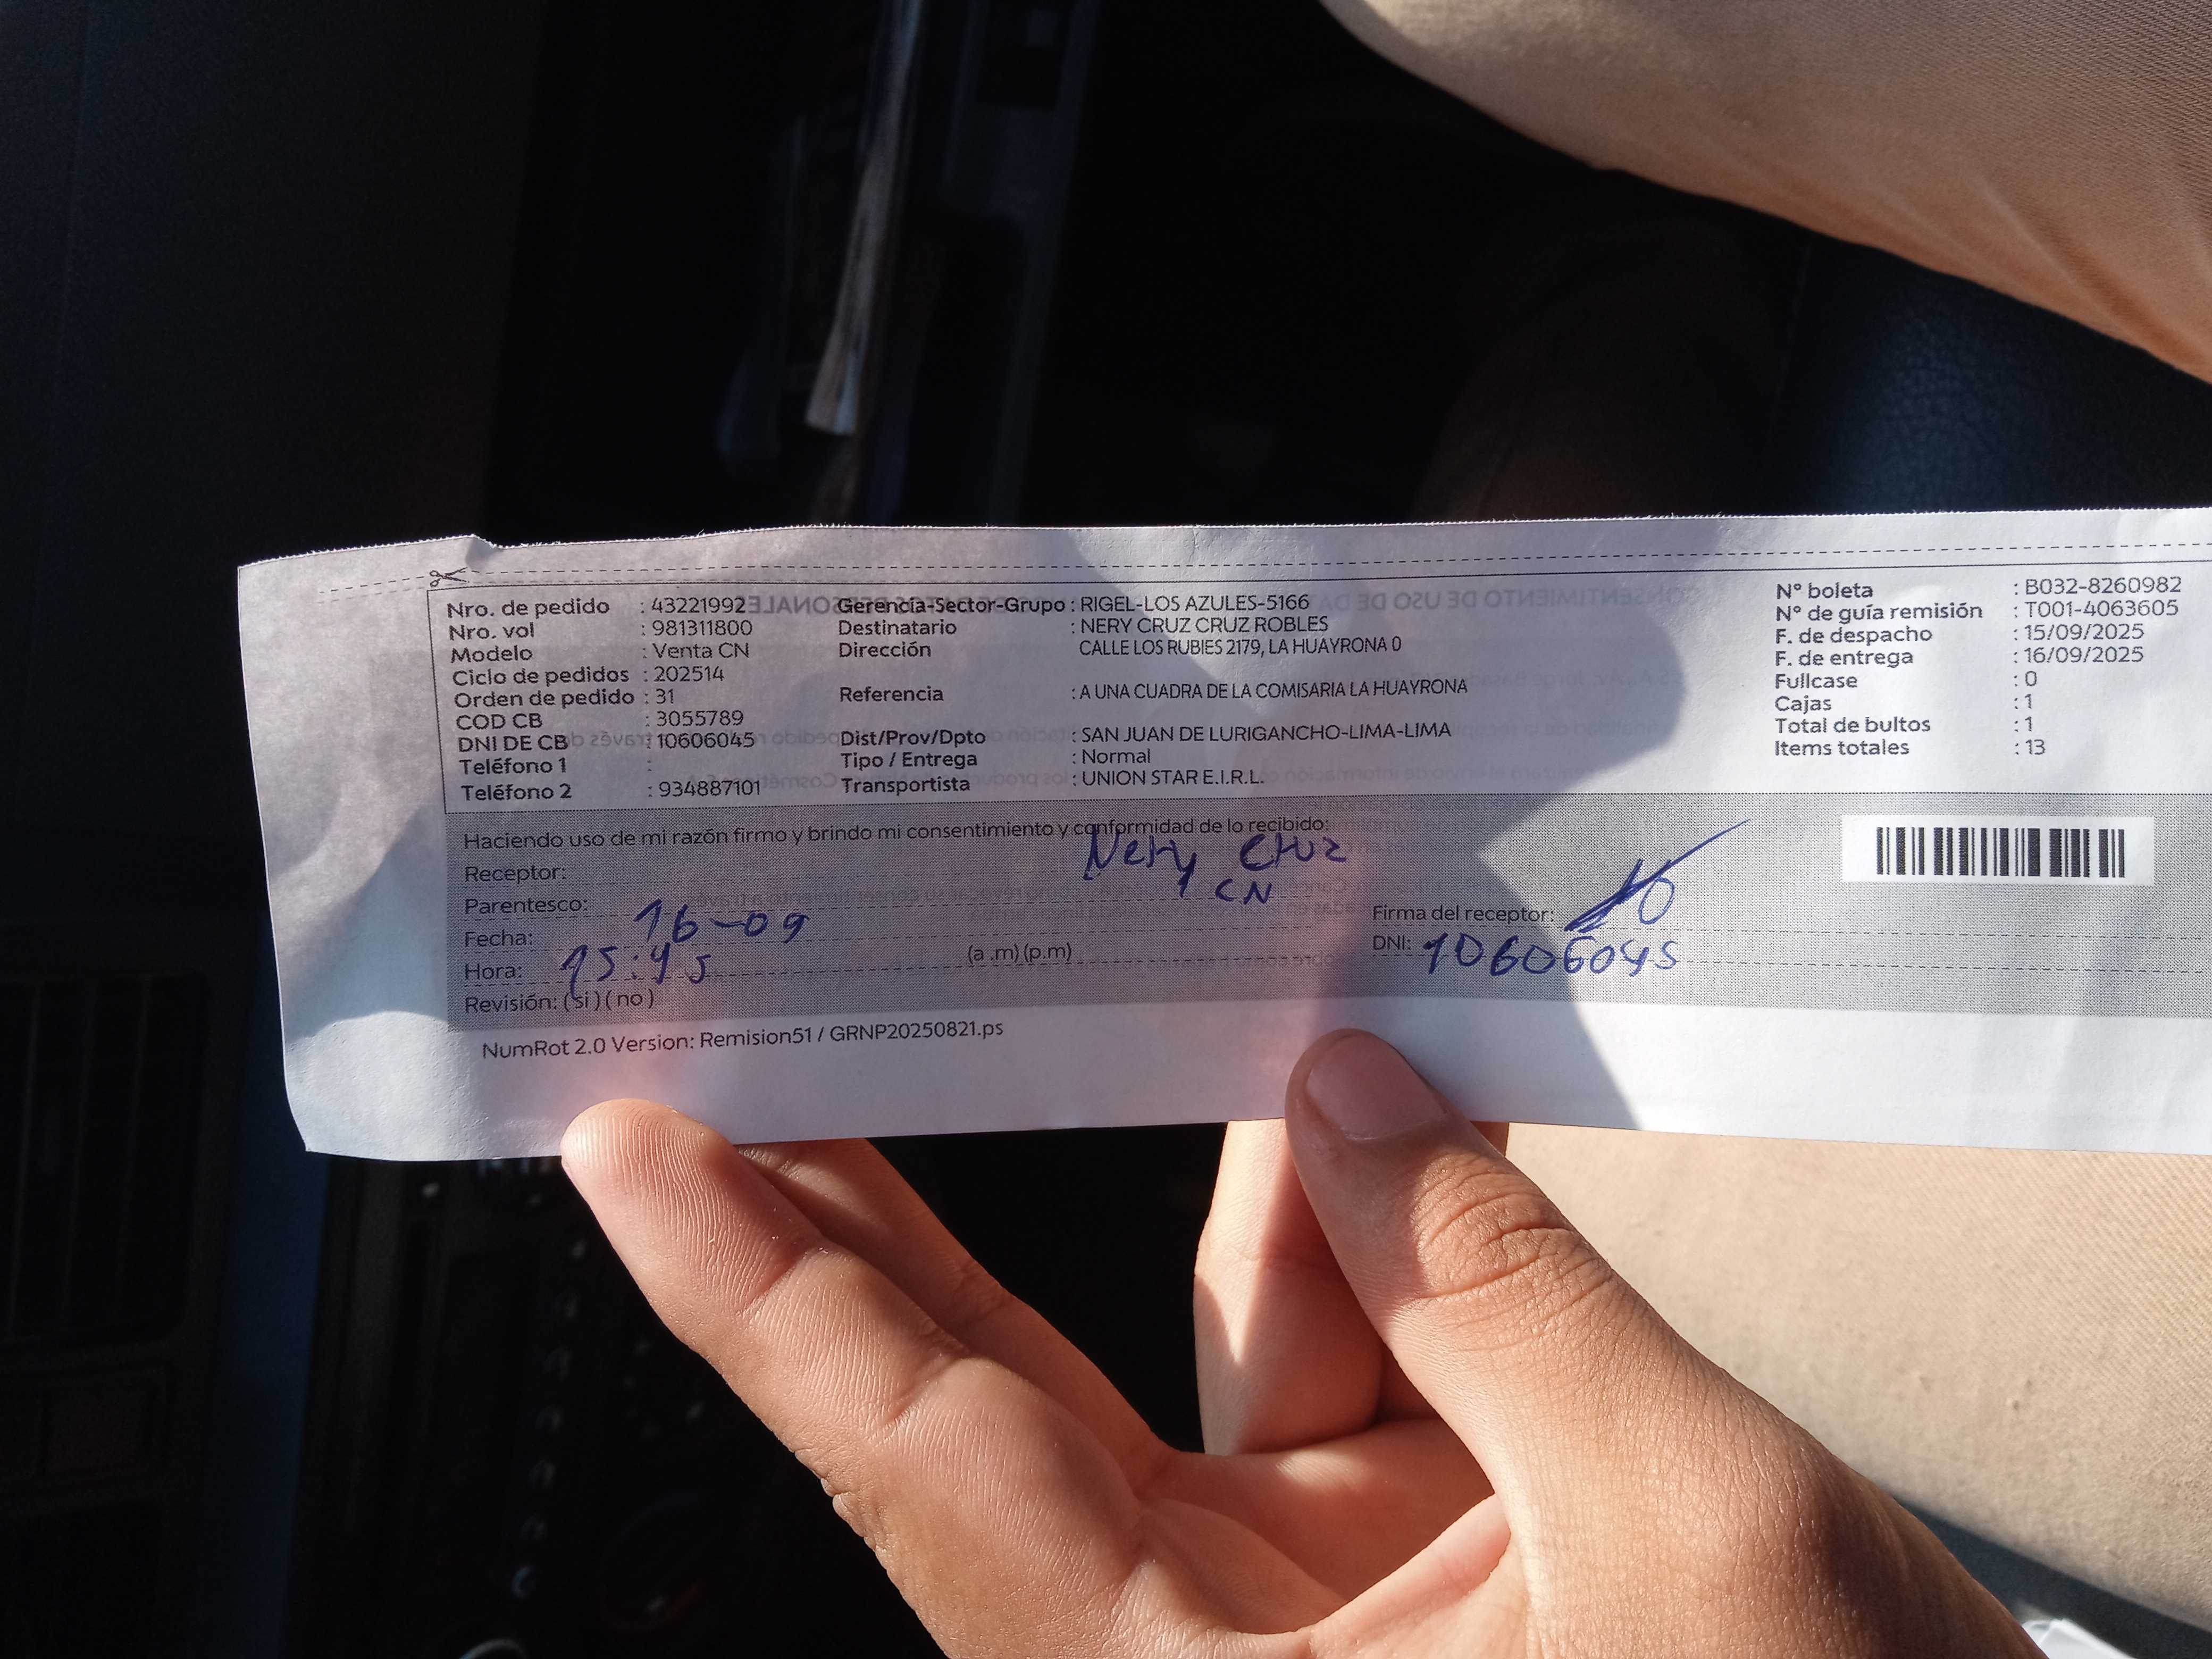 Nro. de pedido : 43221992
Nro. vol : 981311800
Modelo : Venta CN
Ciclo de pedidos : 202514
Orden de pedido : 31
COD CB : 3055789
DNI DE CB : 10606045
Teléfono 1 :
Teléfono 2 : 934887101
Gerencia-Sector-Grupo : RIGEL-LOS AZULES-5166
Destinatario : NERY CRUZ CRUZ ROBLES
Dirección CALLE LOS RUBIES 2179, LA HUAYRONA 0
Referencia : A UNA CUADRA DE LA COMISARIA LA HUAYRONA
Dist/Prov/Dpto : SAN JUAN DE LURIGANCHO-LIMA-LIMA
Tipo / Entrega : Normal
Transportista : UNION STAR E.I.R.L.
N° boleta : B032-8260982
N° de guía remisión : T001-4063605
F. de despacho : 15/09/2025
F. de entrega : 16/09/2025
Fullcase : 0
Cajas : 1
Total de bultos : 1
Items totales : 13
Haciendo uso de mi razón firmo y brindo mi consentimiento y conformidad de lo recibido:
Receptor: Nery Cruz
Parentesco: CN
Fecha: 16-09
Hora: 15:45 (a .m) (p.m)
Revisión: ( si ) ( no )
Firma del receptor:
DNI: 10606045
NumRot 2.0 Version: Remision51 / GRNP20250821.ps